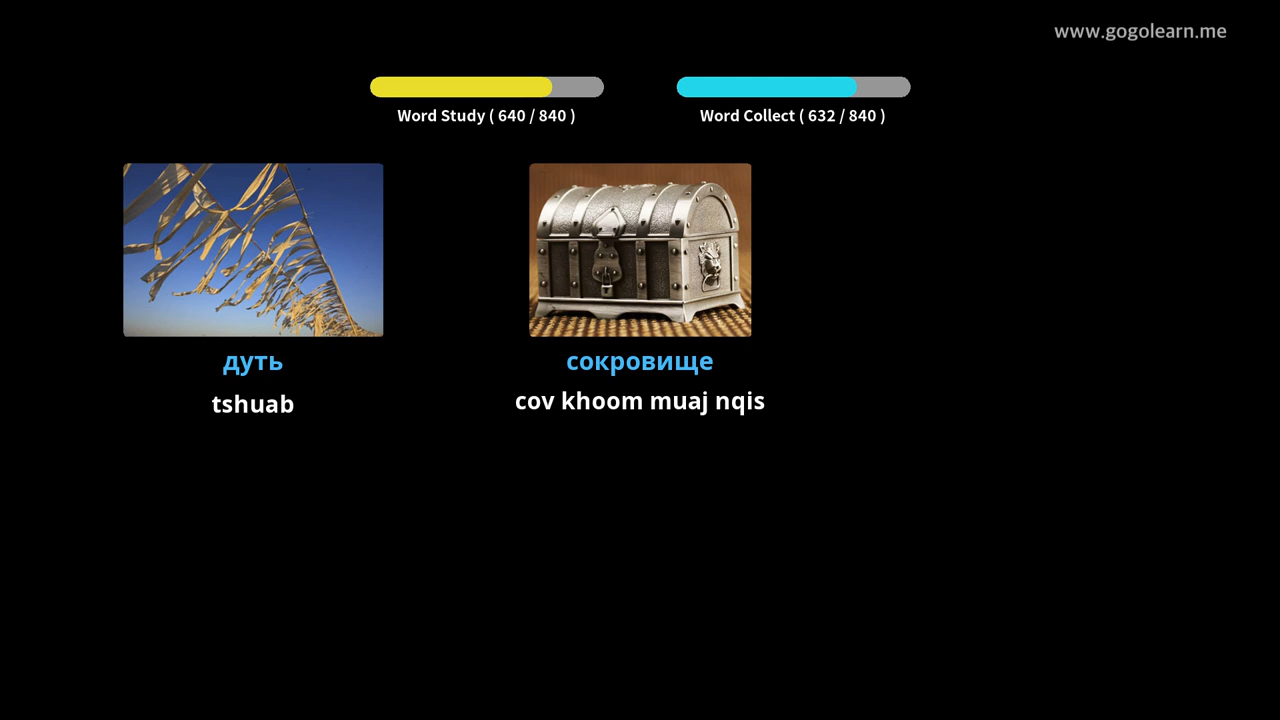 www.gogolearn.me
Word Study ( 640 / 840 )
Word Collect ( 632 / 840 )
дуть
сокровище
tshuab
cov khoom muaj nqis